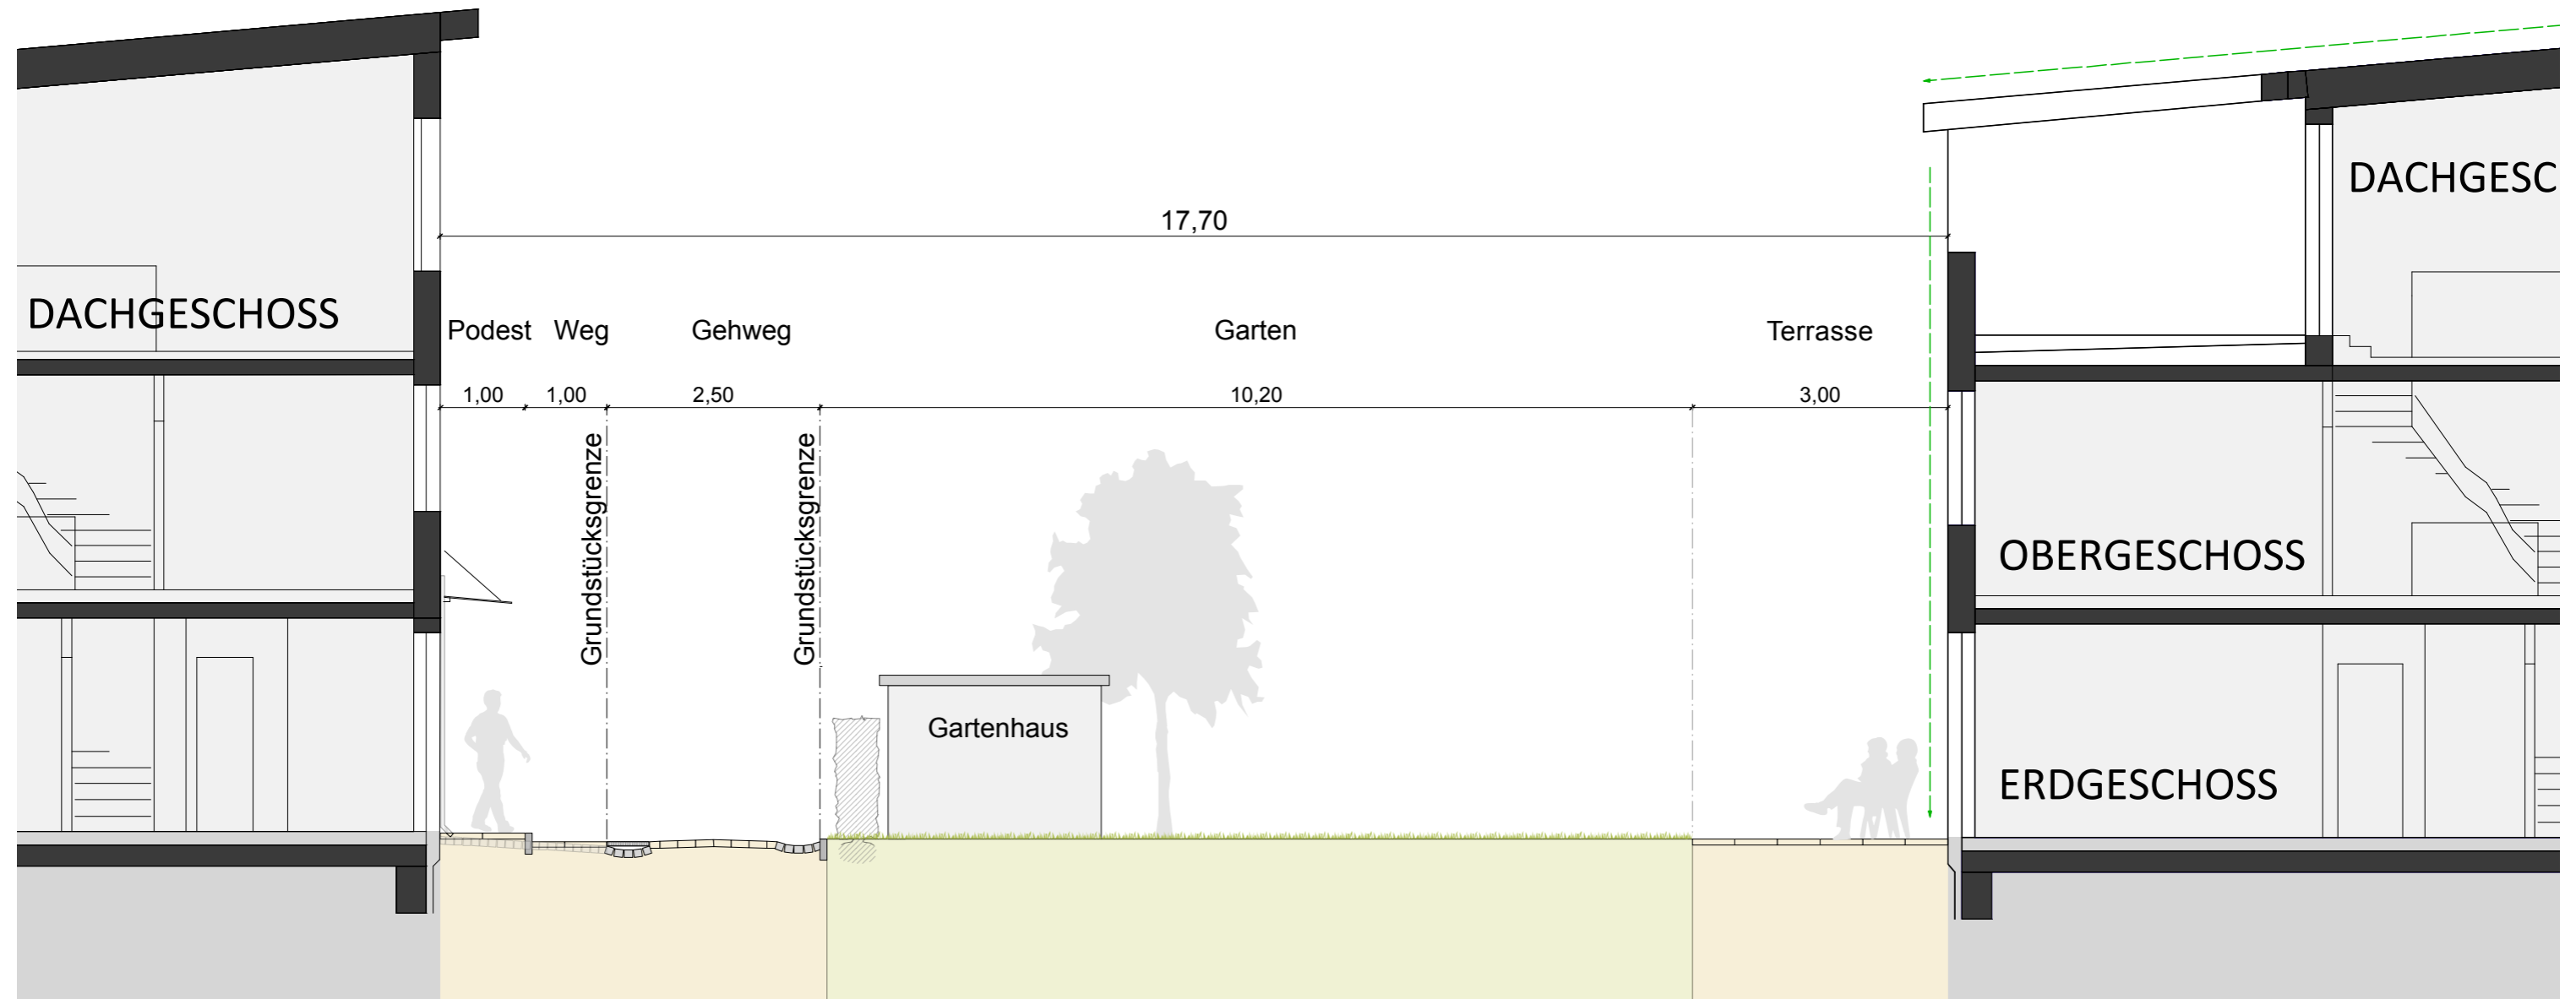 DACHGESC
17,70
DACHGESCHOSS
Podest Weg Gehweg Garten Terrasse
1,00 1,00 2,50 10,20 3,00
Grundstücksgrenze
Grundstücksgrenze
OBERGESCHOSS
Gartenhaus
ERDGESCHOSS